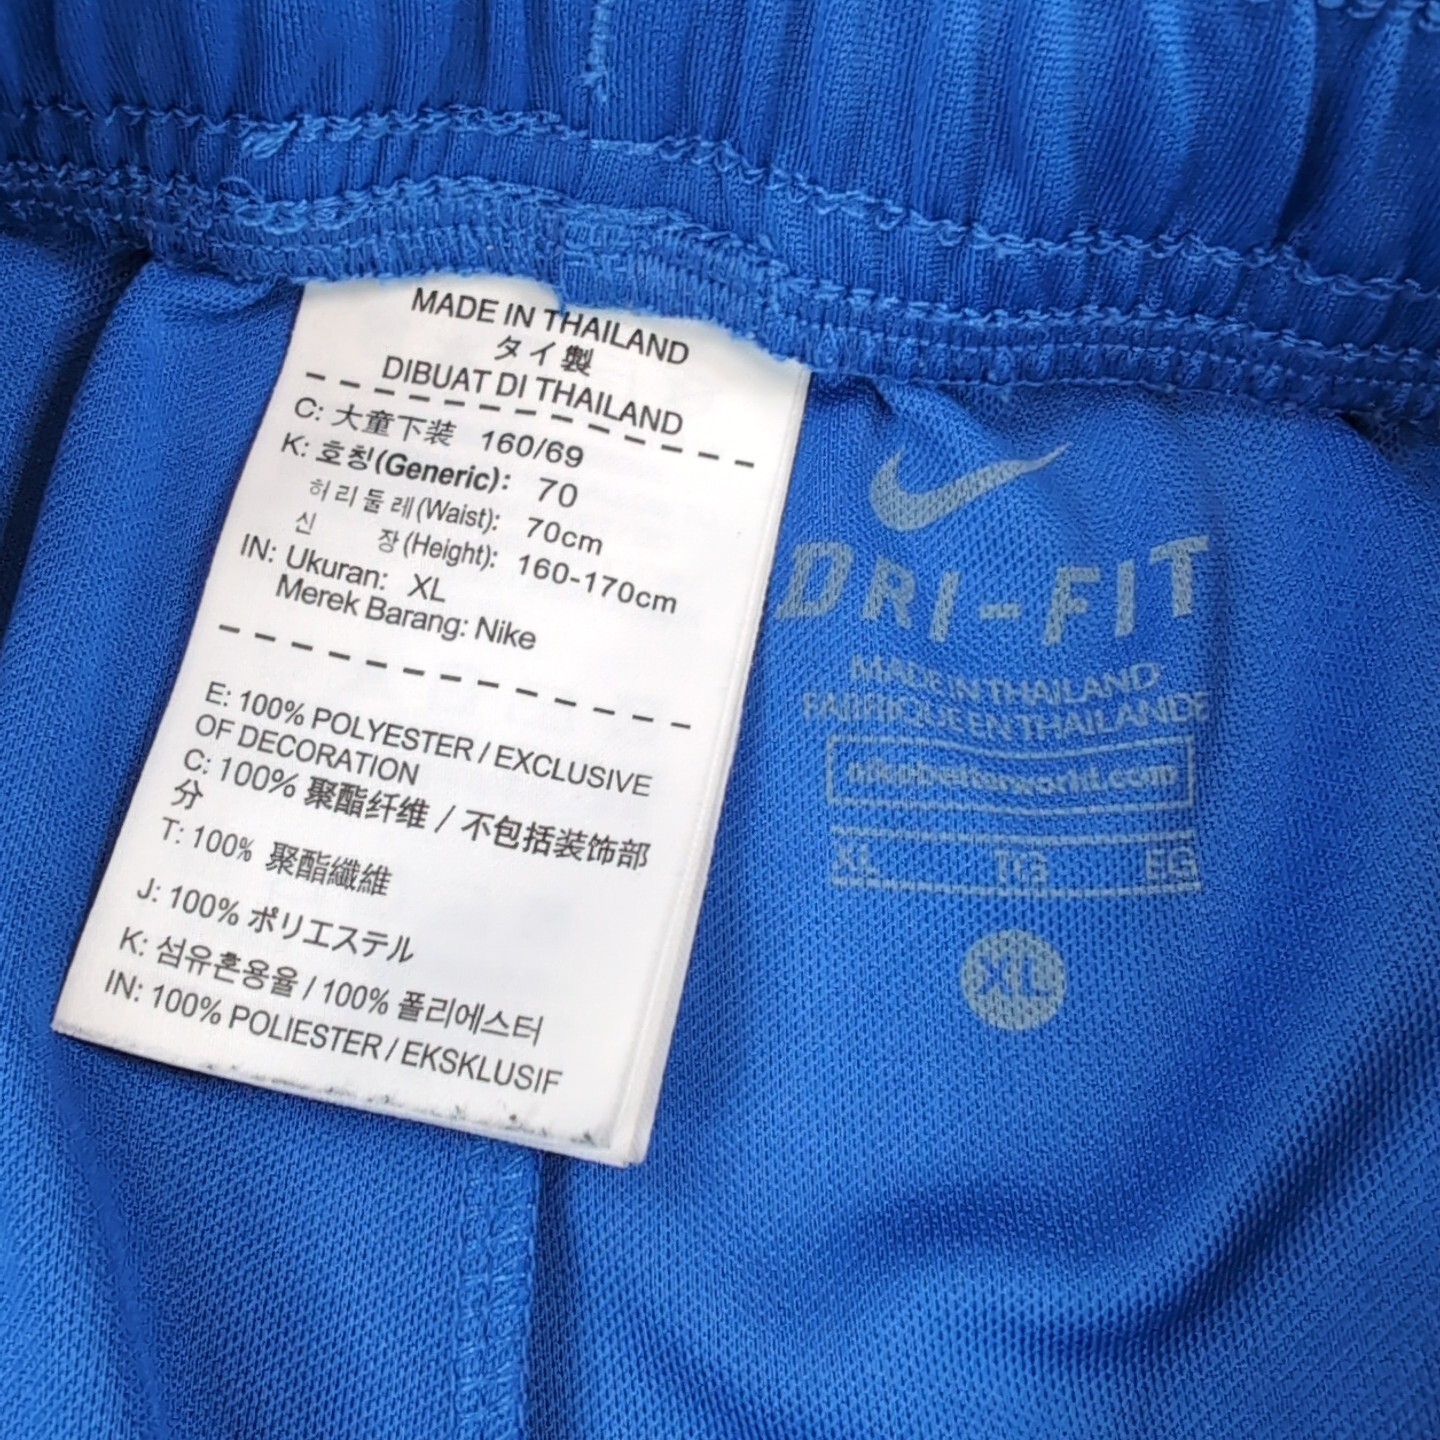 MADE IN THAILAND
タイ製
DIBUAT DI THAILAND
C: 大童下装 160/69
K: 호칭(Generic): 70
허리둘레(Waist): 70cm
신 장(Height): 160-170cm
IN: Ukuran: XL
Merek Barang: Nike
E: 100% POLYESTER / EXCLUSIVE
OF DECORATION
C: 100% 聚酯纤维 / 不包括装饰部
分
T: 100% 聚酯纖維
J: 100% ポリエステル
K: 섬유혼용율 / 100% 폴리에스터
IN: 100% POLIESTER / EKSKLUSIF
DRI-FIT
MADE IN THAILAND
FABRIQUE EN THAILANDE
nikebetterworld.com
XL TG EG
XL